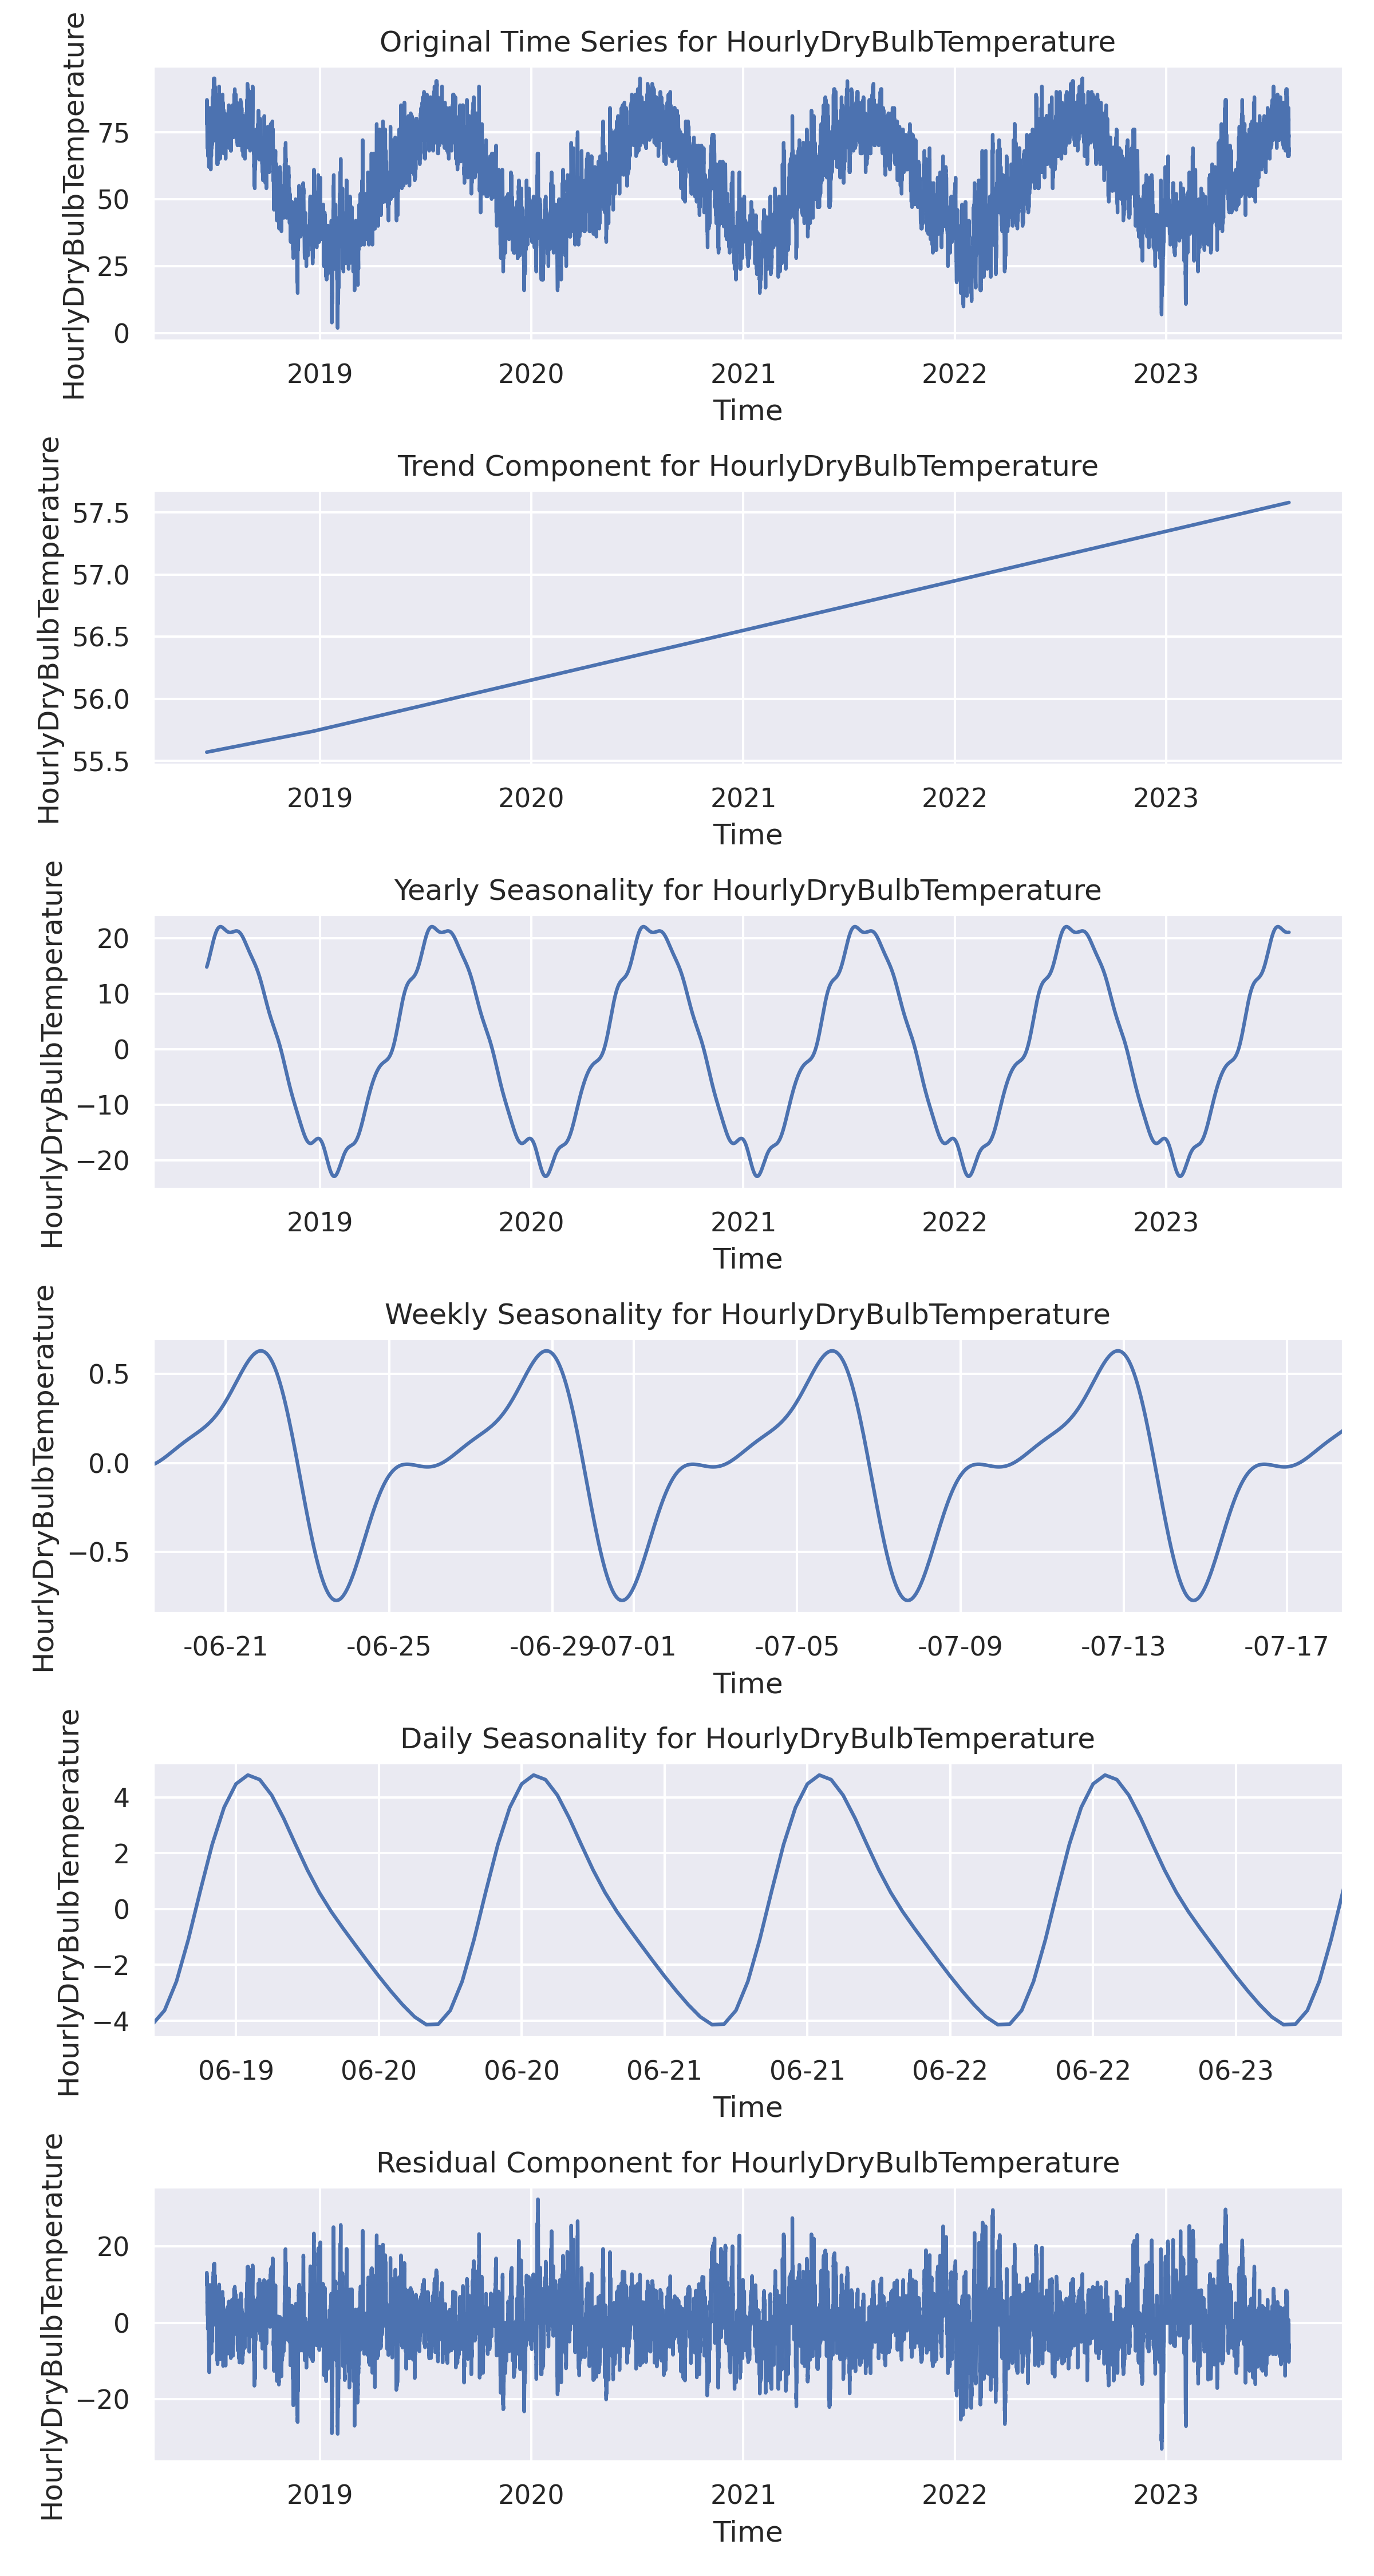 Original Time Series for HourlyDryBulbTemperature
HourlyDryBulbTemperature
75
50
25
0
2019 2020 2021 2022 2023
Time
Trend Component for HourlyDryBulbTemperature
HourlyDryBulbTemperature
57.5
57.0
56.5
56.0
55.5
2019 2020 2021 2022 2023
Time
Yearly Seasonality for HourlyDryBulbTemperature
HourlyDryBulbTemperature
20
10
0
−10
−20
2019 2020 2021 2022 2023
Time
Weekly Seasonality for HourlyDryBulbTemperature
HourlyDryBulbTemperature
0.5
0.0
−0.5
-06-21 -06-25 -06-29 -07-01 -07-05 -07-09 -07-13 -07-17
Time
Daily Seasonality for HourlyDryBulbTemperature
HourlyDryBulbTemperature
4
2
0
−2
−4
06-19 06-20 06-20 06-21 06-21 06-22 06-22 06-23
Time
Residual Component for HourlyDryBulbTemperature
HourlyDryBulbTemperature
20
0
−20
2019 2020 2021 2022 2023
Time